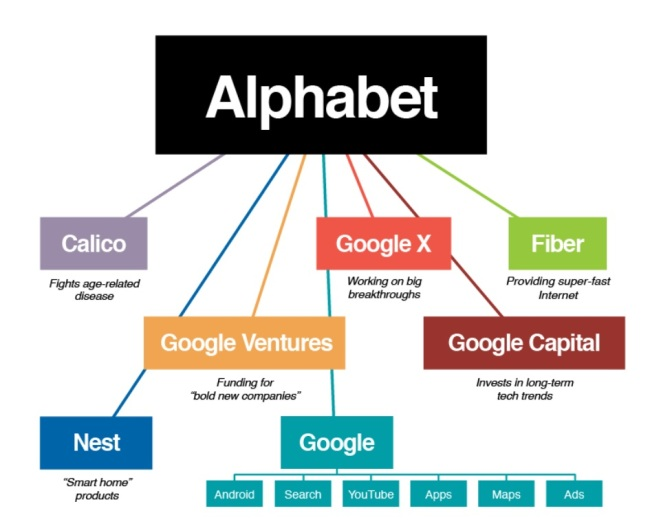 Alphabet
Calico
Fights age-related
disease
Google X
Working on big
breakthroughs
Fiber
Providing super-fast
Internet
Google Ventures
Funding for
“bold new companies”
Google Capital
Invests in long-term
tech trends
Nest
“Smart home”
products
Google
Android
Search
YouTube
Apps
Maps
Ads